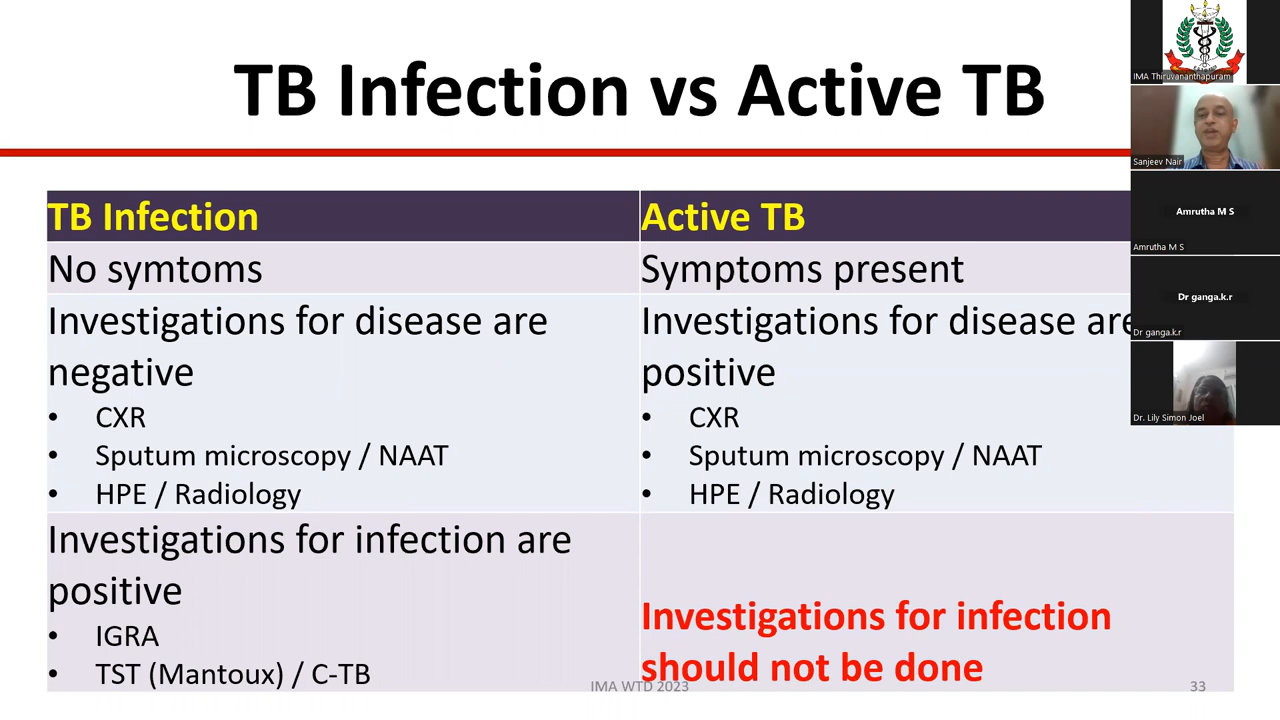 TB Infection vs Active TB
TB Infection
Active TB
No symtoms
Symptoms present
Investigations for disease are
negative
• CXR
• Sputum microscopy / NAAT
• HPE / Radiology
Investigations for disease are
positive
• CXR
• Sputum microscopy / NAAT
• HPE / Radiology
Investigations for infection are
positive
• IGRA
• TST (Mantoux) / C-TB
Investigations for infection
should not be done
IMA WTD 2023
33
IMA Thiruvananthapuram
Sanjeev Nair
Amrutha M S
Amrutha M S
Dr ganga.k.r
Dr ganga.k.r
Dr. Lily Simon Joel